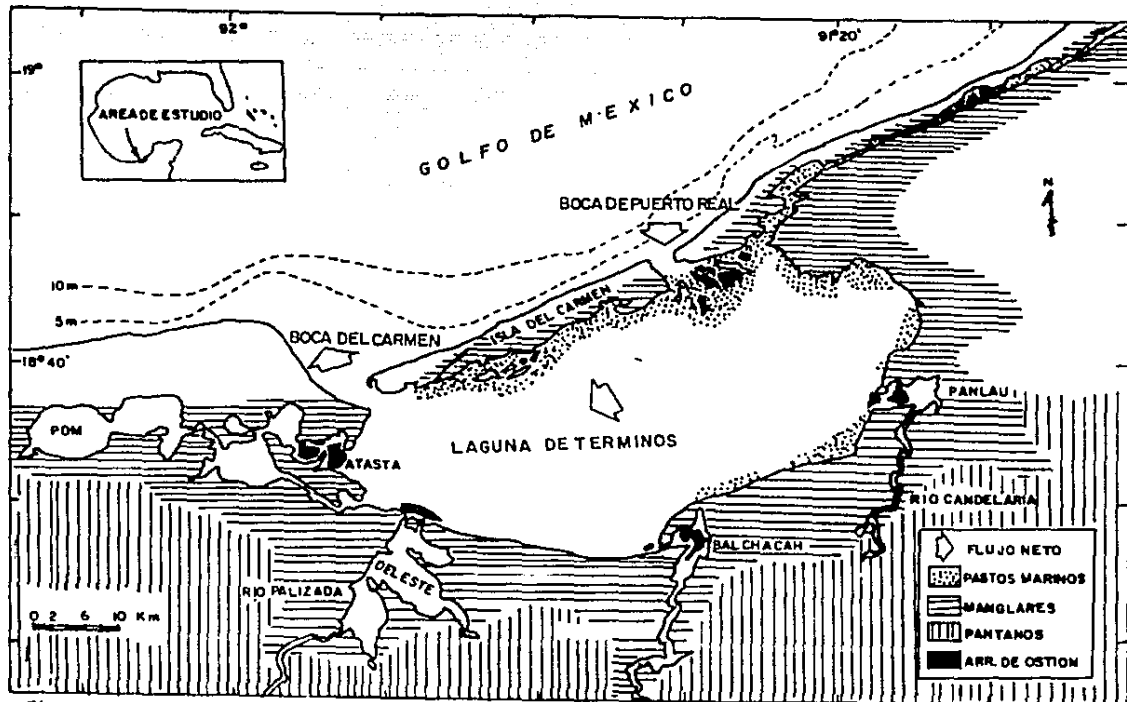 92°
91°20'
19°
AREA DE ESTUDIO
GOLFO DE MEXICO
N
BOCA DE PUERTO REAL
10 m
5 m
BOCA DEL CARMEN
ISLA DEL CARMEN
18°40'
POM
ATASTA
LAGUNA DE TERMINOS
PANLAU
RIO CANDELARIA
BALCHACAH
DEL ESTE
RIO PALIZADA
0 2 6 10 Km
FLUJO NETO
PASTOS MARINOS
MANGLARES
PANTANOS
ARR. DE OSTION